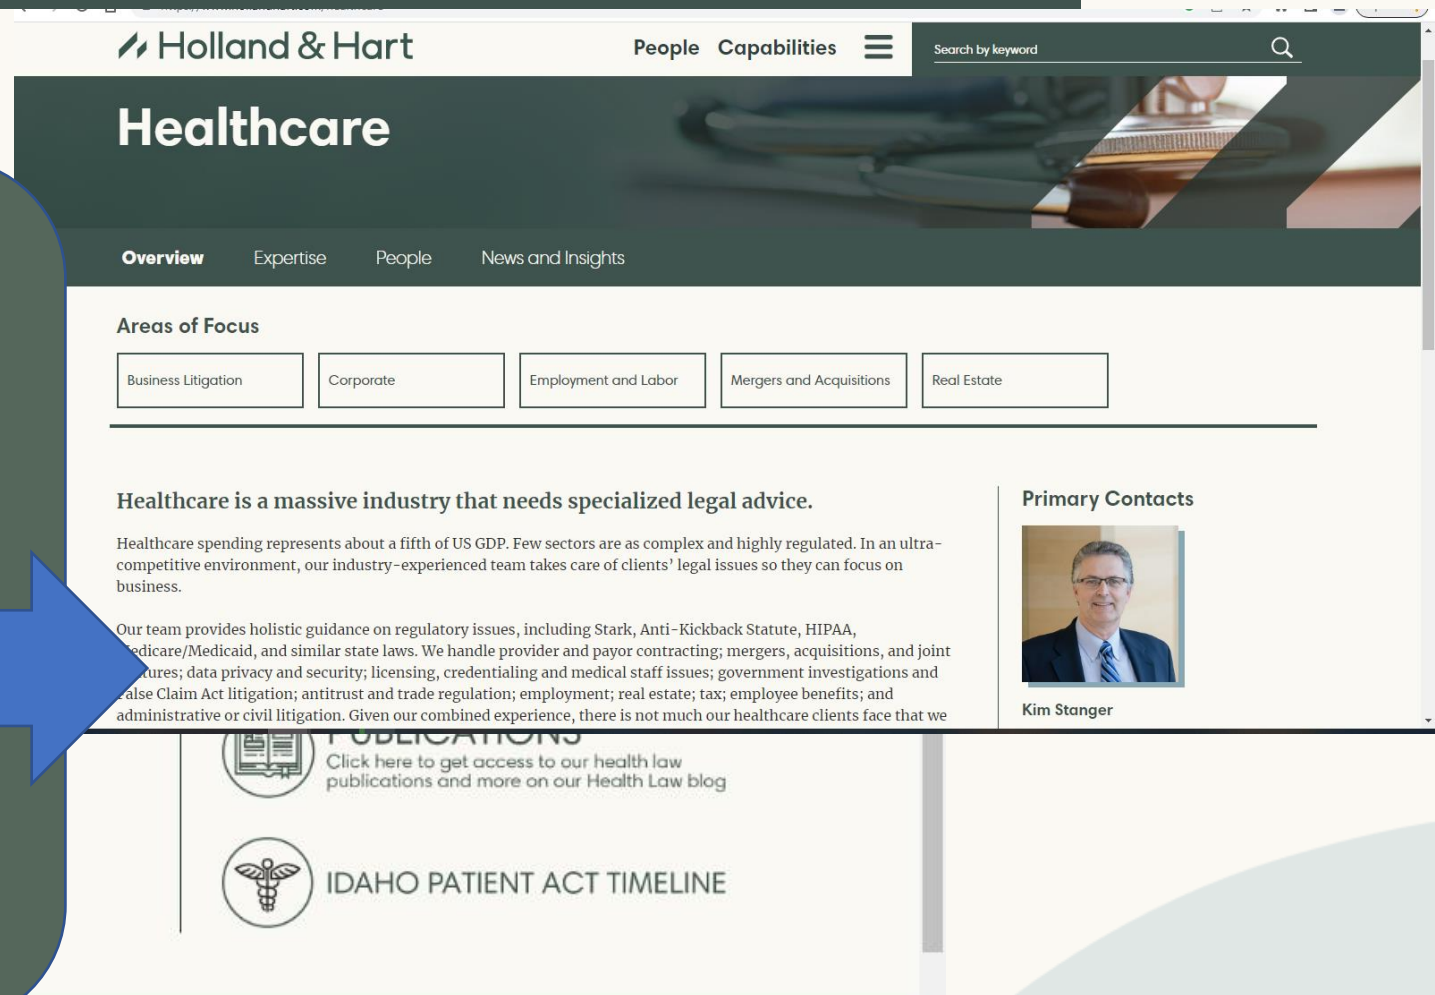 Holland & Hart
People Capabilities
Search by keyword
Healthcare
Overview Expertise People News and Insights
Areas of Focus
Business Litigation
Corporate
Employment and Labor
Mergers and Acquisitions
Real Estate
Healthcare is a massive industry that needs specialized legal advice.
Healthcare spending represents about a fifth of US GDP. Few sectors are as complex and highly regulated. In an ultra-
competitive environment, our industry-experienced team takes care of clients' legal issues so they can focus on
business.
Our team provides holistic guidance on regulatory issues, including Stark, Anti-Kickback Statute, HIPAA,
edicare/Medicaid, and similar state laws. We handle provider and payor contracting; mergers, acquisitions, and joint
tures; data privacy and security; licensing, credentialing and medical staff issues; government investigations and
alse Claim Act litigation; antitrust and trade regulation; employment; real estate; tax; employee benefits; and
administrative or civil litigation. Given our combined experience, there is not much our healthcare clients face that we
Primary Contacts
Kim Stanger
PUBLICATIONS
Click here to get access to our health law
publications and more on our Health Law blog
IDAHO PATIENT ACT TIMELINE